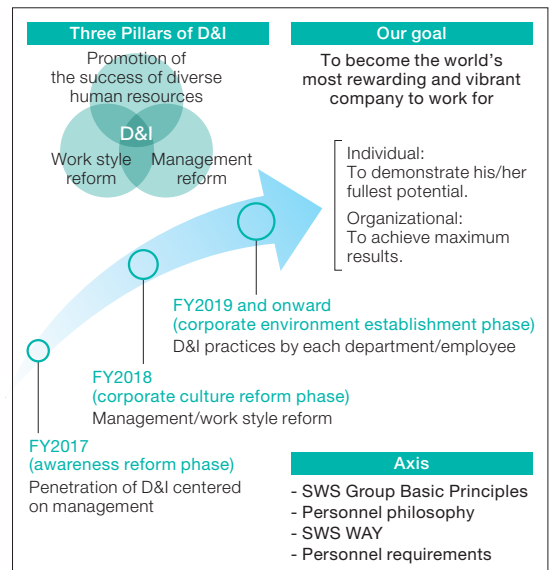 Three Pillars of D&I
Promotion of
the success of diverse
human resources
D&I
Work style
reform
Management
reform
Our goal
To become the world's
most rewarding and vibrant
company to work for
Individual:
To demonstrate his/her
fullest potential.
Organizational:
To achieve maximum
results.
FY2019 and onward
(corporate environment establishment phase)
D&I practices by each department/employee
FY2018
(corporate culture reform phase)
Management/work style reform
FY2017
(awareness reform phase)
Penetration of D&I centered
on management
Axis
- SWS Group Basic Principles
- Personnel philosophy
- SWS WAY
- Personnel requirements